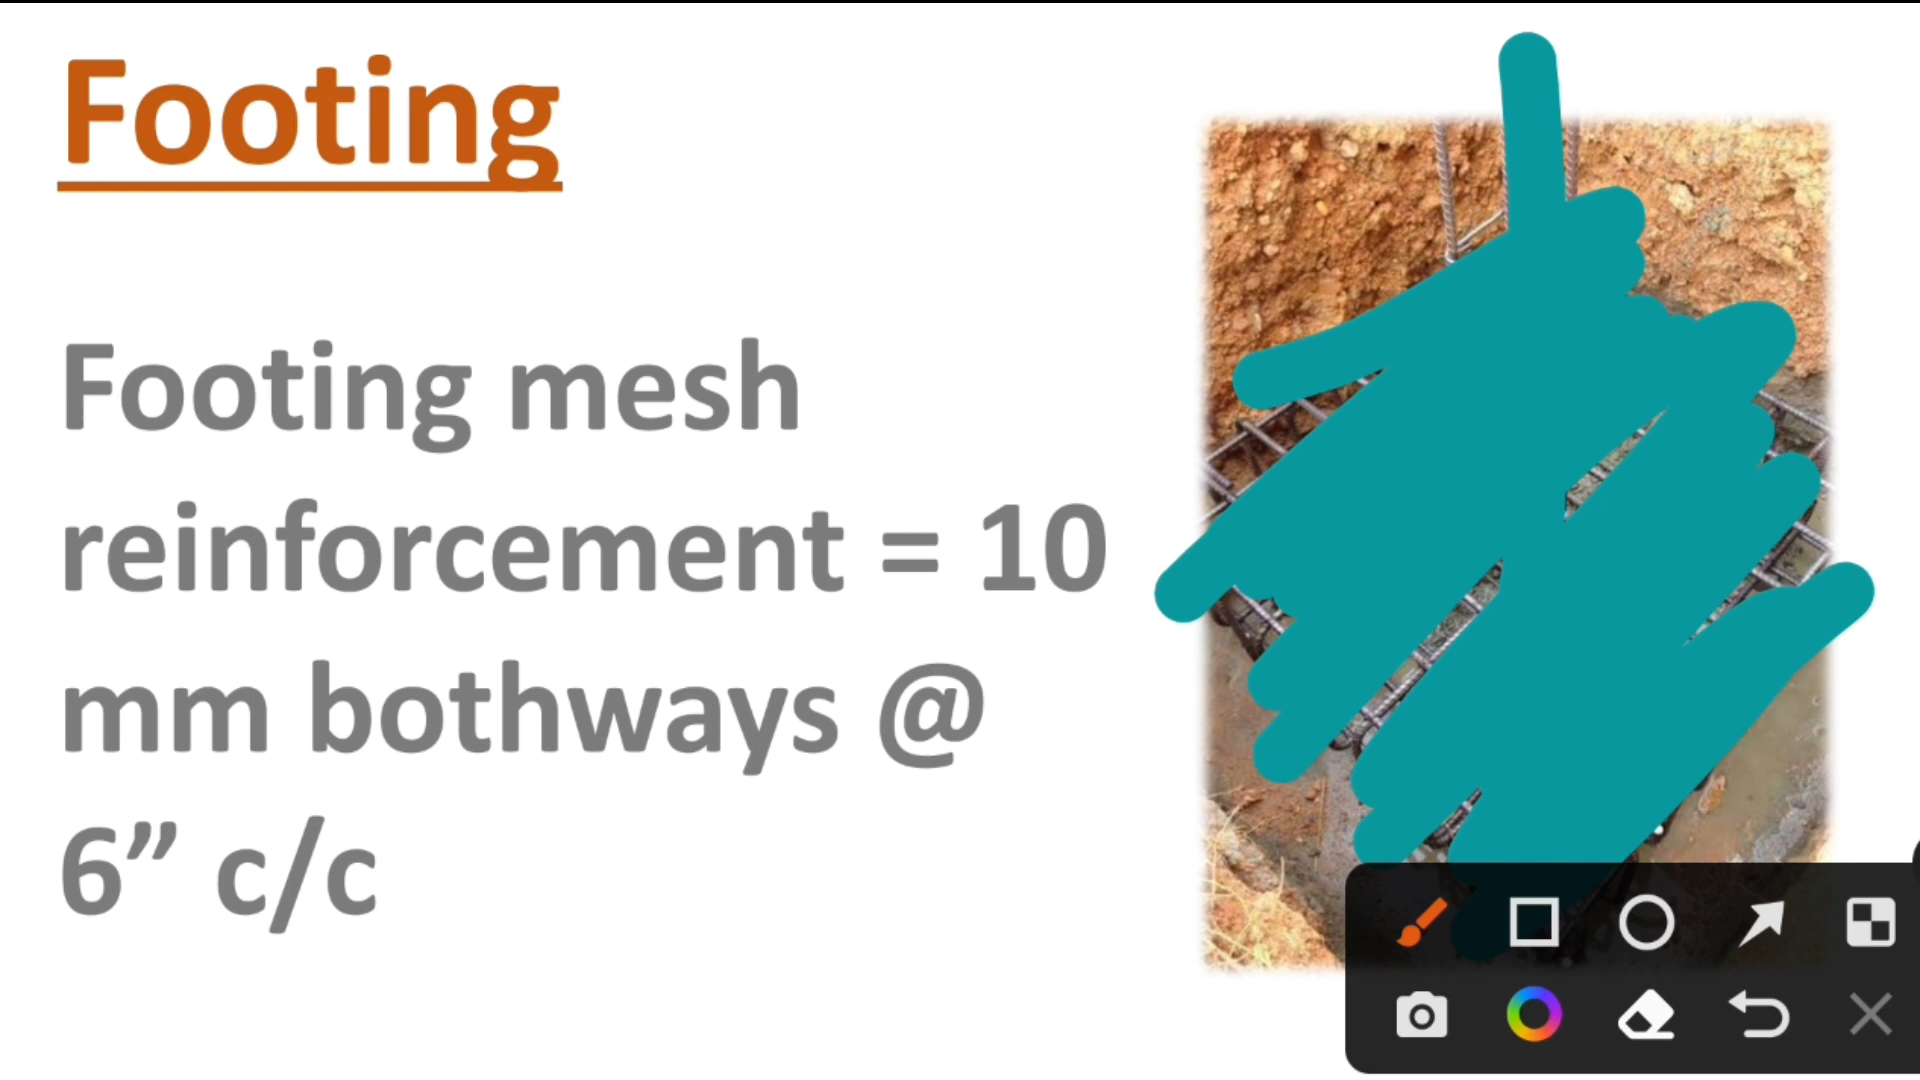 Footing
Footing mesh
reinforcement = 10
mm bothways @
6” c/c